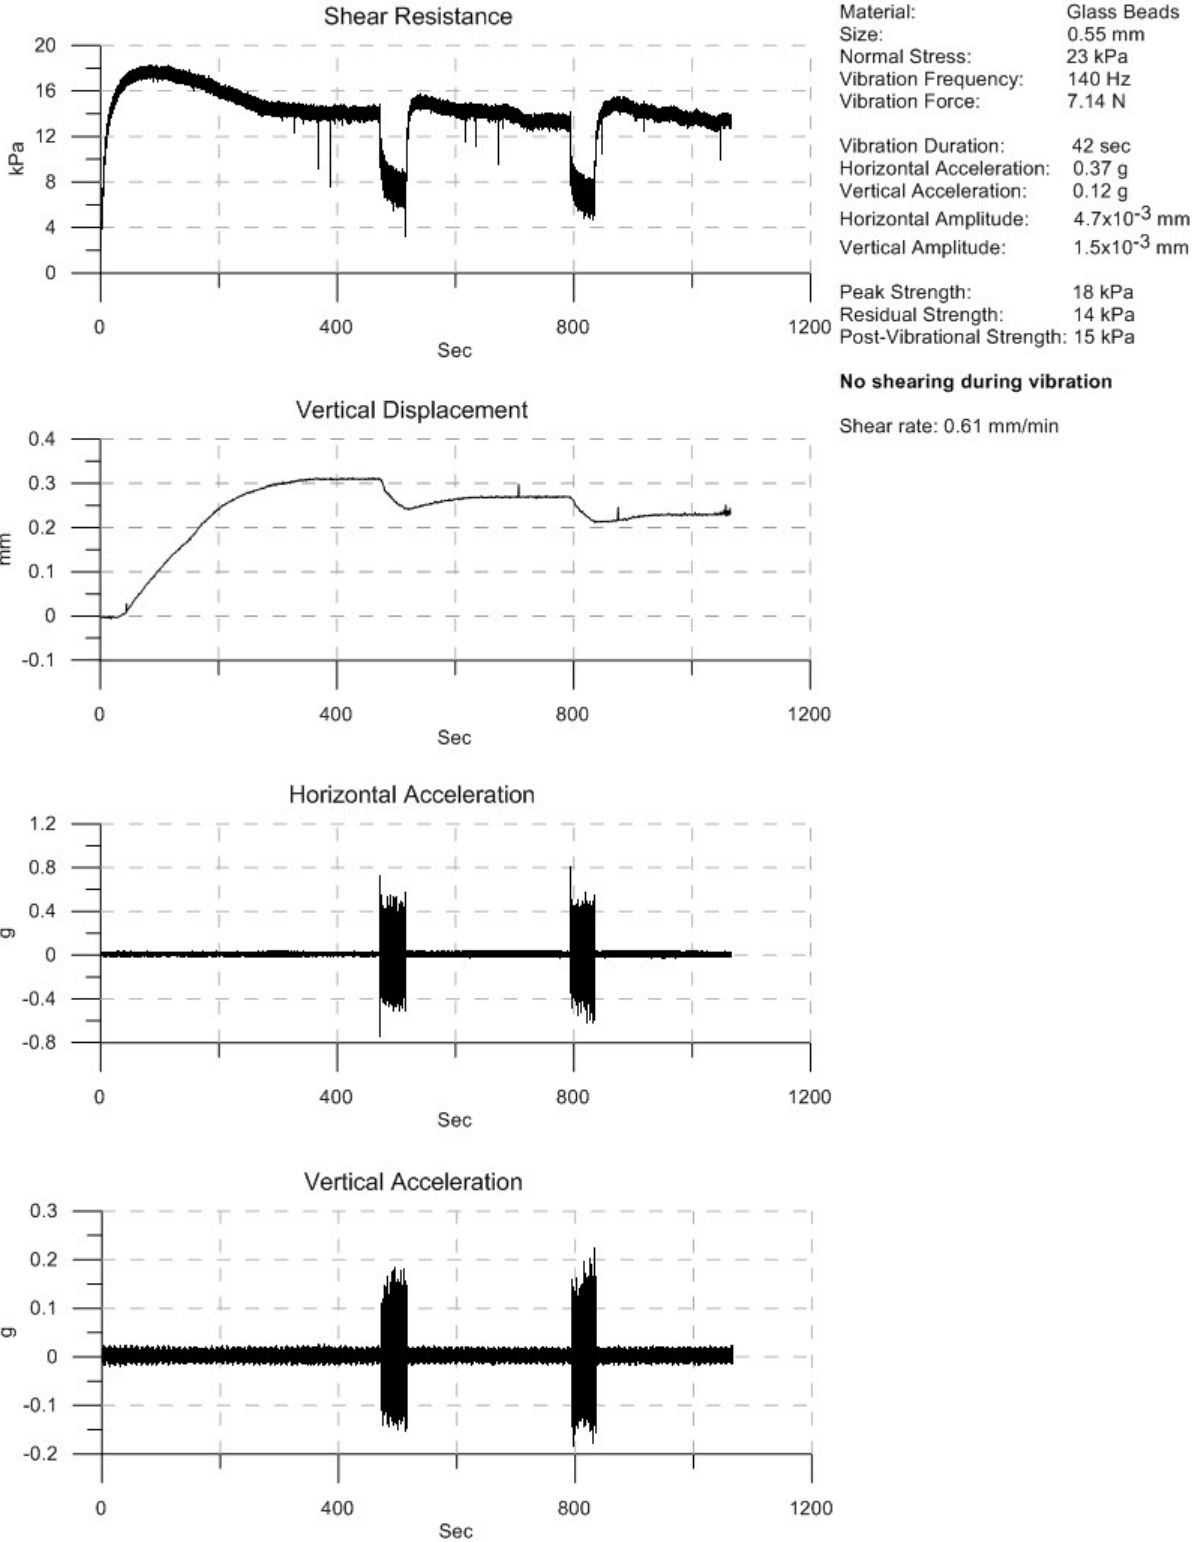 Shear Resistance
20
16
12
8
4
0
kPa
0 400 800 1200
Sec
Material: Glass Beads
Size: 0.55 mm
Normal Stress: 23 kPa
Vibration Frequency: 140 Hz
Vibration Force: 7.14 N
Vibration Duration: 42 sec
Horizontal Acceleration: 0.37 g
Vertical Acceleration: 0.12 g
Horizontal Amplitude: 4.7x10-3 mm
Vertical Amplitude: 1.5x10-3 mm
Peak Strength: 18 kPa
Residual Strength: 14 kPa
Post-Vibrational Strength: 15 kPa
No shearing during vibration
Shear rate: 0.61 mm/min
Vertical Displacement
0.4
0.3
0.2
0.1
0
-0.1
mm
0 400 800 1200
Sec
Horizontal Acceleration
1.2
0.8
0.4
0
-0.4
-0.8
g
0 400 800 1200
Sec
Vertical Acceleration
0.3
0.2
0.1
0
-0.1
-0.2
g
0 400 800 1200
Sec